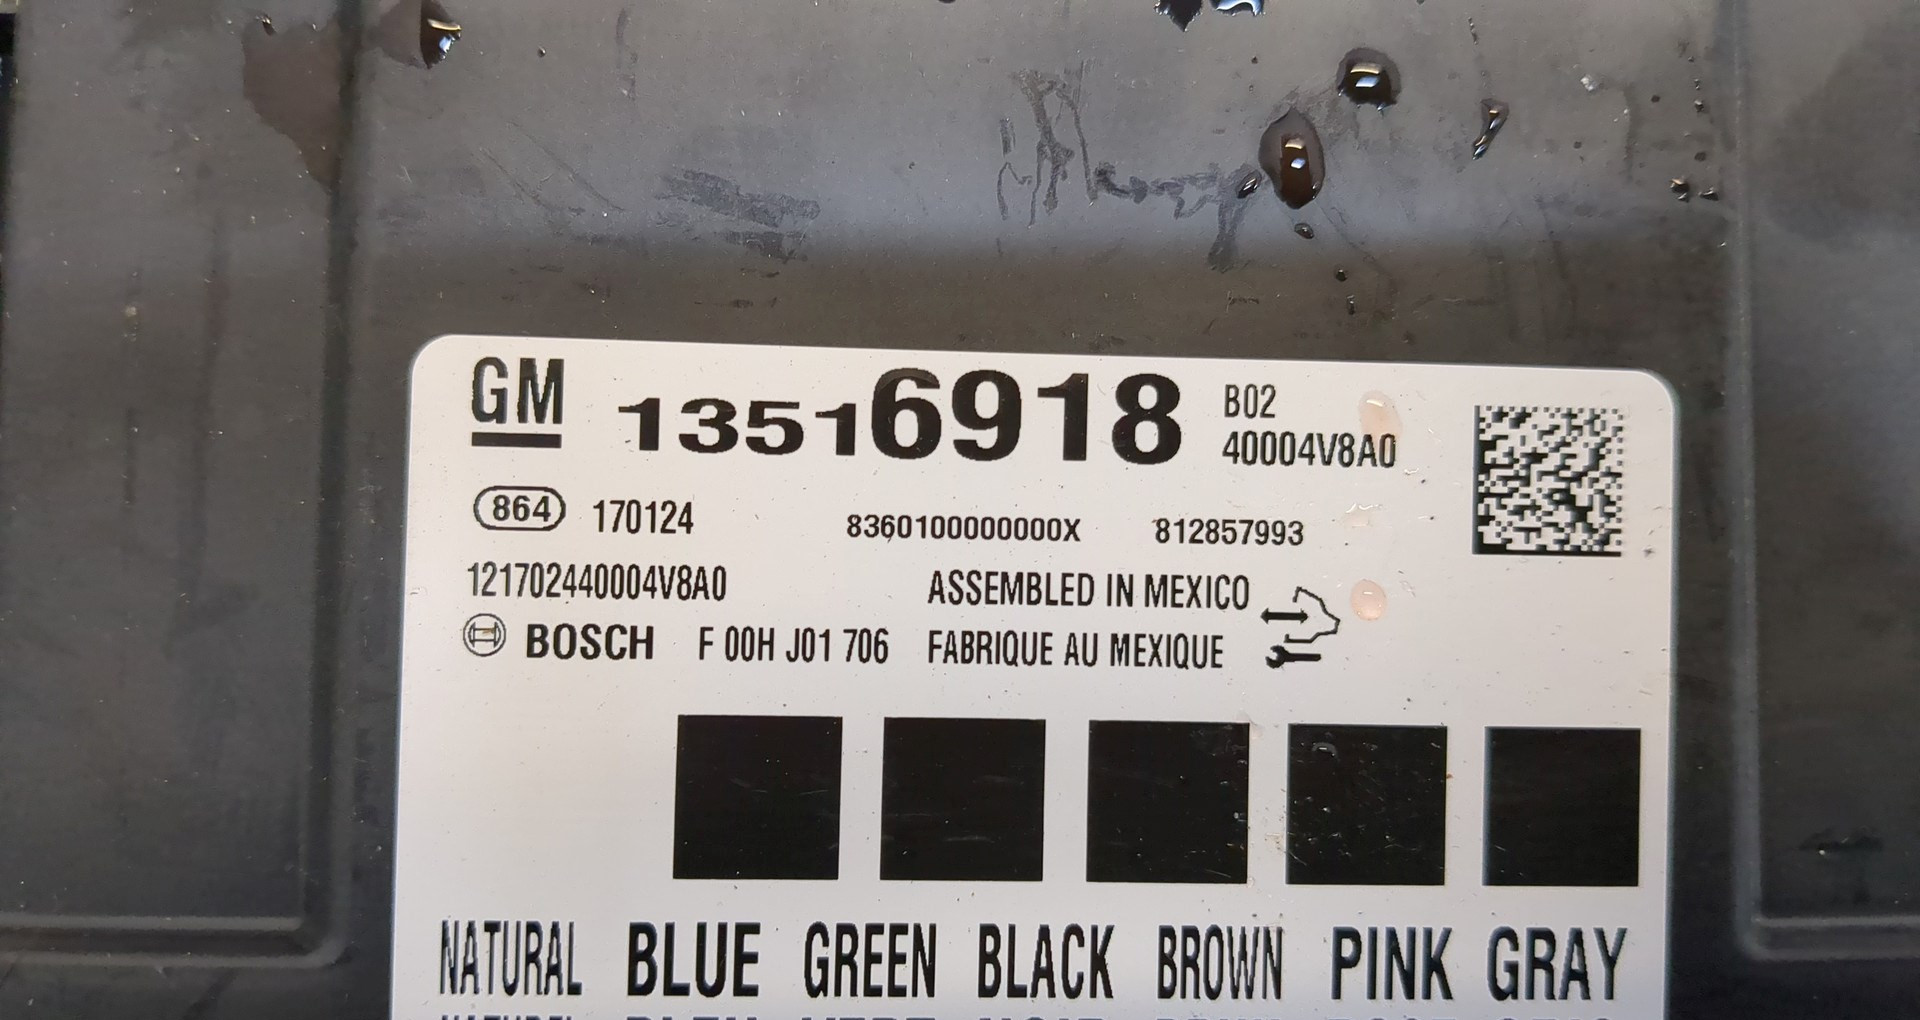 GM 13516918 B02
40004V8A0
864 170124 8360100000000X 812857993
121702440004V8A0 ASSEMBLED IN MEXICO
BOSCH F 00H J01 706 FABRIQUE AU MEXIQUE
NATURAL BLUE GREEN BLACK BROWN PINK GRAY